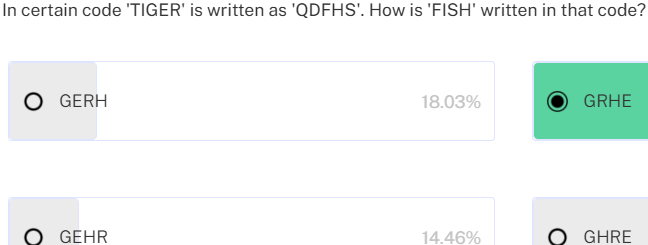 In certain code 'TIGER' is written as 'QDFHS'. How is 'FISH' written in that code?
GERH 18.03% GRHE
GEHR 14.46% GHRE